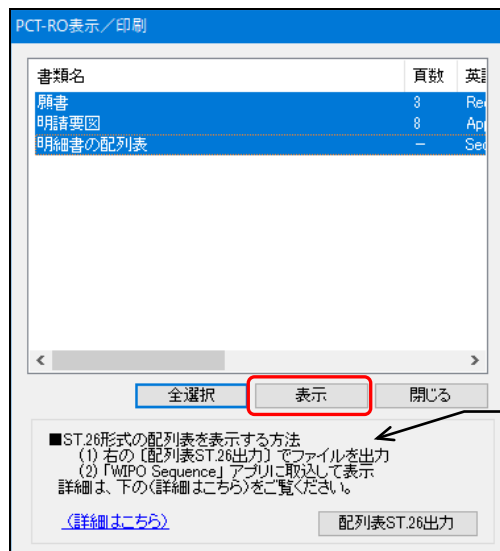 PCT-RO表示／印刷
書類名 頁数 英
願書 3 Re
明請要図 8 Ap
明細書の配列表 － Sec
全選択 表示 閉じる
■ST.26形式の配列表を表示する方法
(1) 右の〔配列表ST.26出力〕でファイルを出力
(2) 「WIPO Sequence」アプリに取込して表示
詳細は、下の(詳細はこちら)をご覧ください。
(詳細はこちら) 配列表ST.26出力